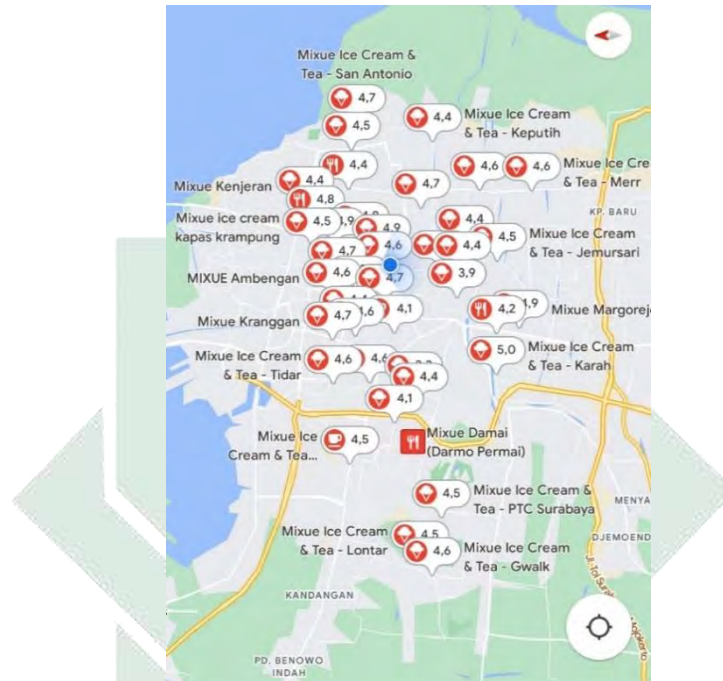 Mixue Ice Cream &
Tea - San Antonio
4,7
4,5
4,4
Mixue Ice Cream
& Tea - Keputih
4,4
4,6
4,6
Mixue Ice Cre
& Tea - Merr
Mixue Kenjeran
4,4
4,7
4,8
KP. BARU
Mixue ice cream
kapas krampung
4,5
4,9
4,4
4,5
Mixue Ice Cream
& Tea - Jemursari
4,7
4,6
4,4
MIXUE Ambengan
4,6
4,7
3,9
Mixue Kranggan
4,7
4,1
4,2
Mixue Margorej
5,0
Mixue Ice Cream
& Tea - Karah
Mixue Ice Cream
& Tea - Tidar
4,6
4,4
4,1
Mixue Ice
Cream & Tea...
4,5
Mixue Damai
(Darmo Permai)
4,5
Mixue Ice Cream &
Tea - PTC Surabaya
MENYA
Mixue Ice Cream
& Tea - Lontar
4,5
4,6
Mixue Ice Cream
& Tea - Gwalk
DJEMOEND
KANDANGAN
PD. BENOWO
INDAH